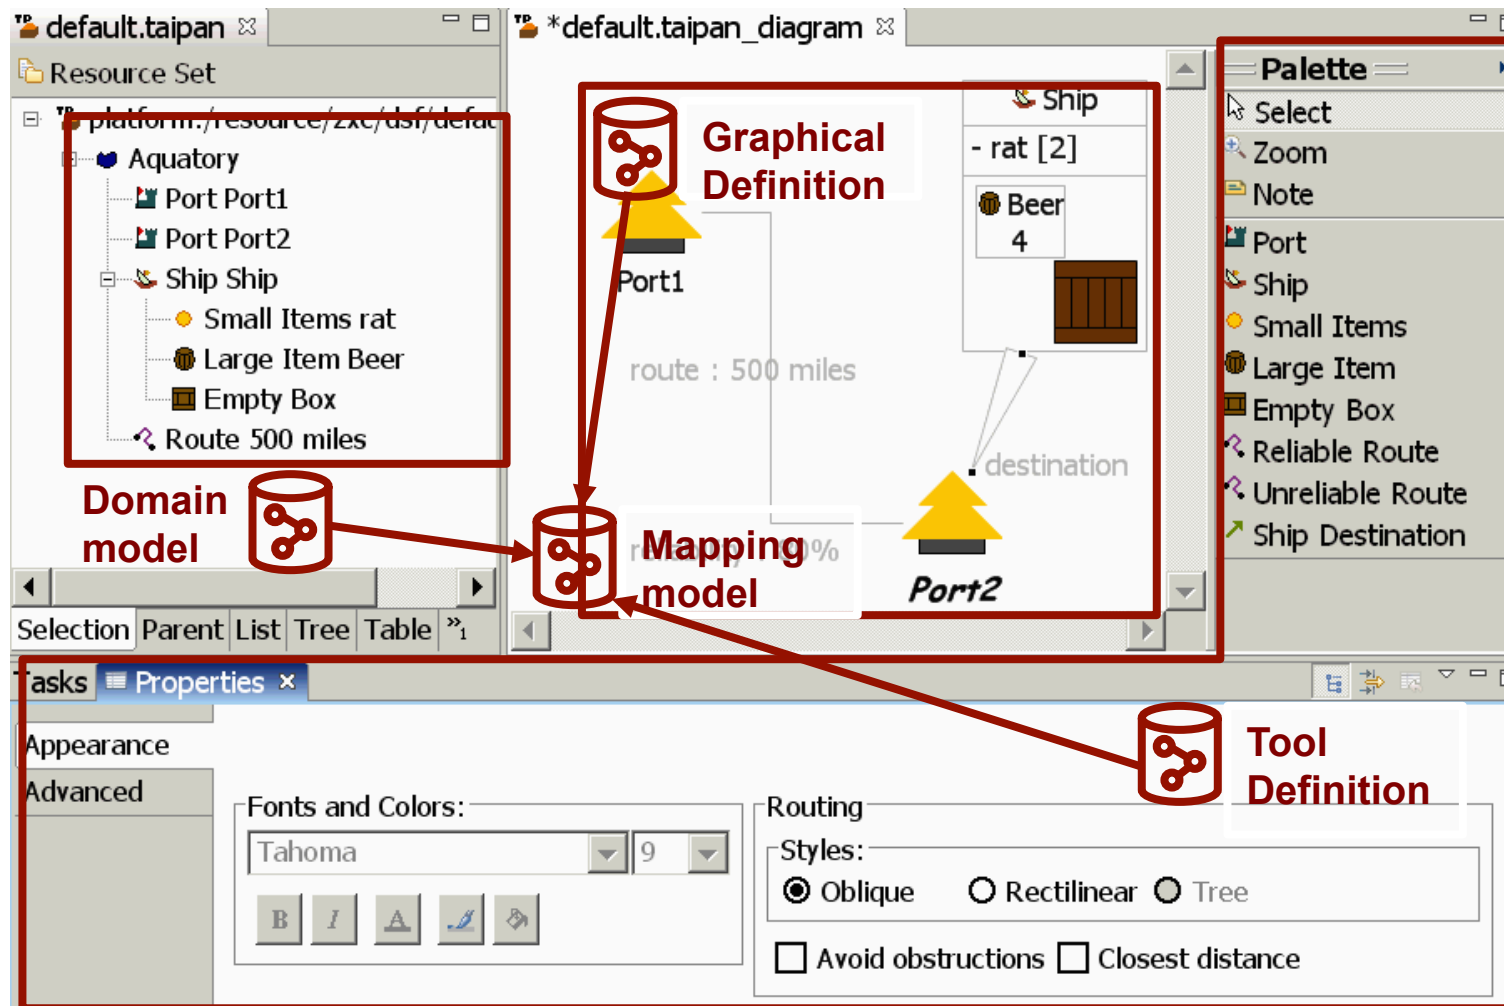 default.taipan
*default.taipan_diagram
Resource Set
platform:/resource/zxc/dsf/defau
Aquatory
Port Port1
Port Port2
Ship Ship
Small Items rat
Large Item Beer
Empty Box
Route 500 miles
Domain
model
Selection Parent List Tree Table »1
Graphical
Definition
Ship
- rat [2]
Beer
4
Port1
route : 500 miles
destination
Mapping
model
Port2
Palette
Select
Zoom
Note
Port
Ship
Small Items
Large Item
Empty Box
Reliable Route
Unreliable Route
Ship Destination
Tasks Properties
Appearance
Advanced
Tool
Definition
Fonts and Colors:
Tahoma 9
B I A
Routing
Styles:
Oblique Rectilinear Tree
Avoid obstructions Closest distance